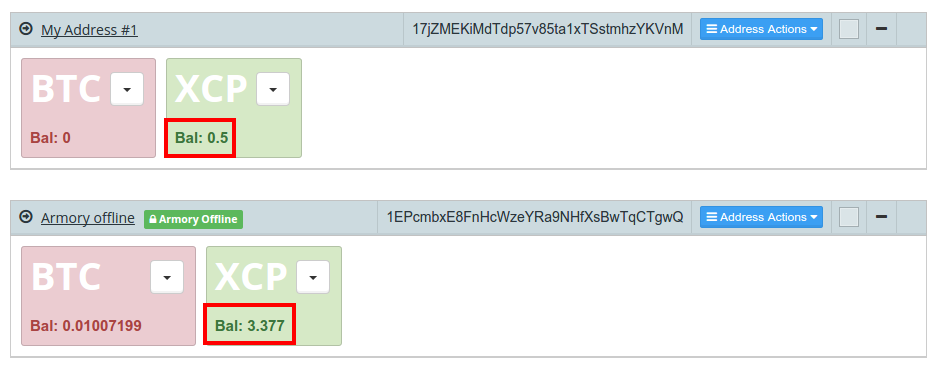 My Address #1 17jZMEKiMdTdp57v85ta1xTSstmhzYKVnM Address Actions
BTC XCP
Bal: 0 Bal: 0.5
Armory offline Armory Offline 1EPcmbxE8FnHcWzeYRa9NHfXsBwTqCTgwQ Address Actions
BTC XCP
Bal: 0.01007199 Bal: 3.377